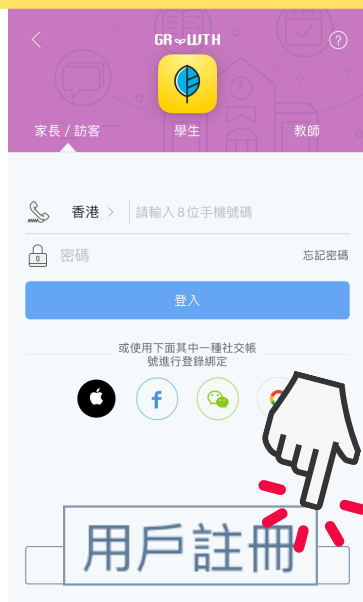 GRWTH
家長 / 訪客
學生
教師
香港
請輸入8位手機號碼
密碼
忘記密碼
登入
或使用下面其中一種社交帳
號進行登錄綁定
用戶註冊